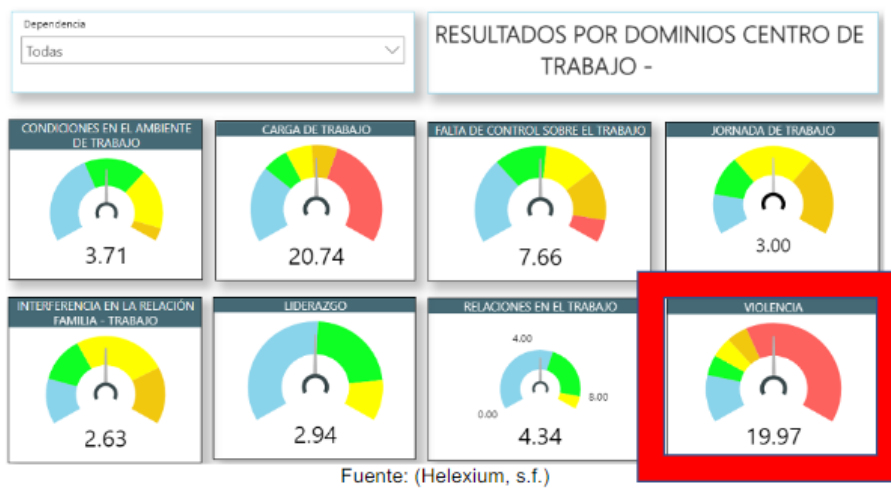 Dependencia
Todas
RESULTADOS POR DOMINIOS CENTRO DE
TRABAJO -
CONDICIONES EN EL AMBIENTE
DE TRABAJO
3.71
CARGA DE TRABAJO
20.74
FALTA DE CONTROL SOBRE EL TRABAJO
7.66
JORNADA DE TRABAJO
3.00
INTERFERENCIA EN LA RELACIÓN
FAMILIA - TRABAJO
2.63
LIDERAZGO
2.94
RELACIONES EN EL TRABAJO
4.00
0.00
8.00
4.34
VIOLENCIA
19.97
Fuente: (Helexium, s.f.)